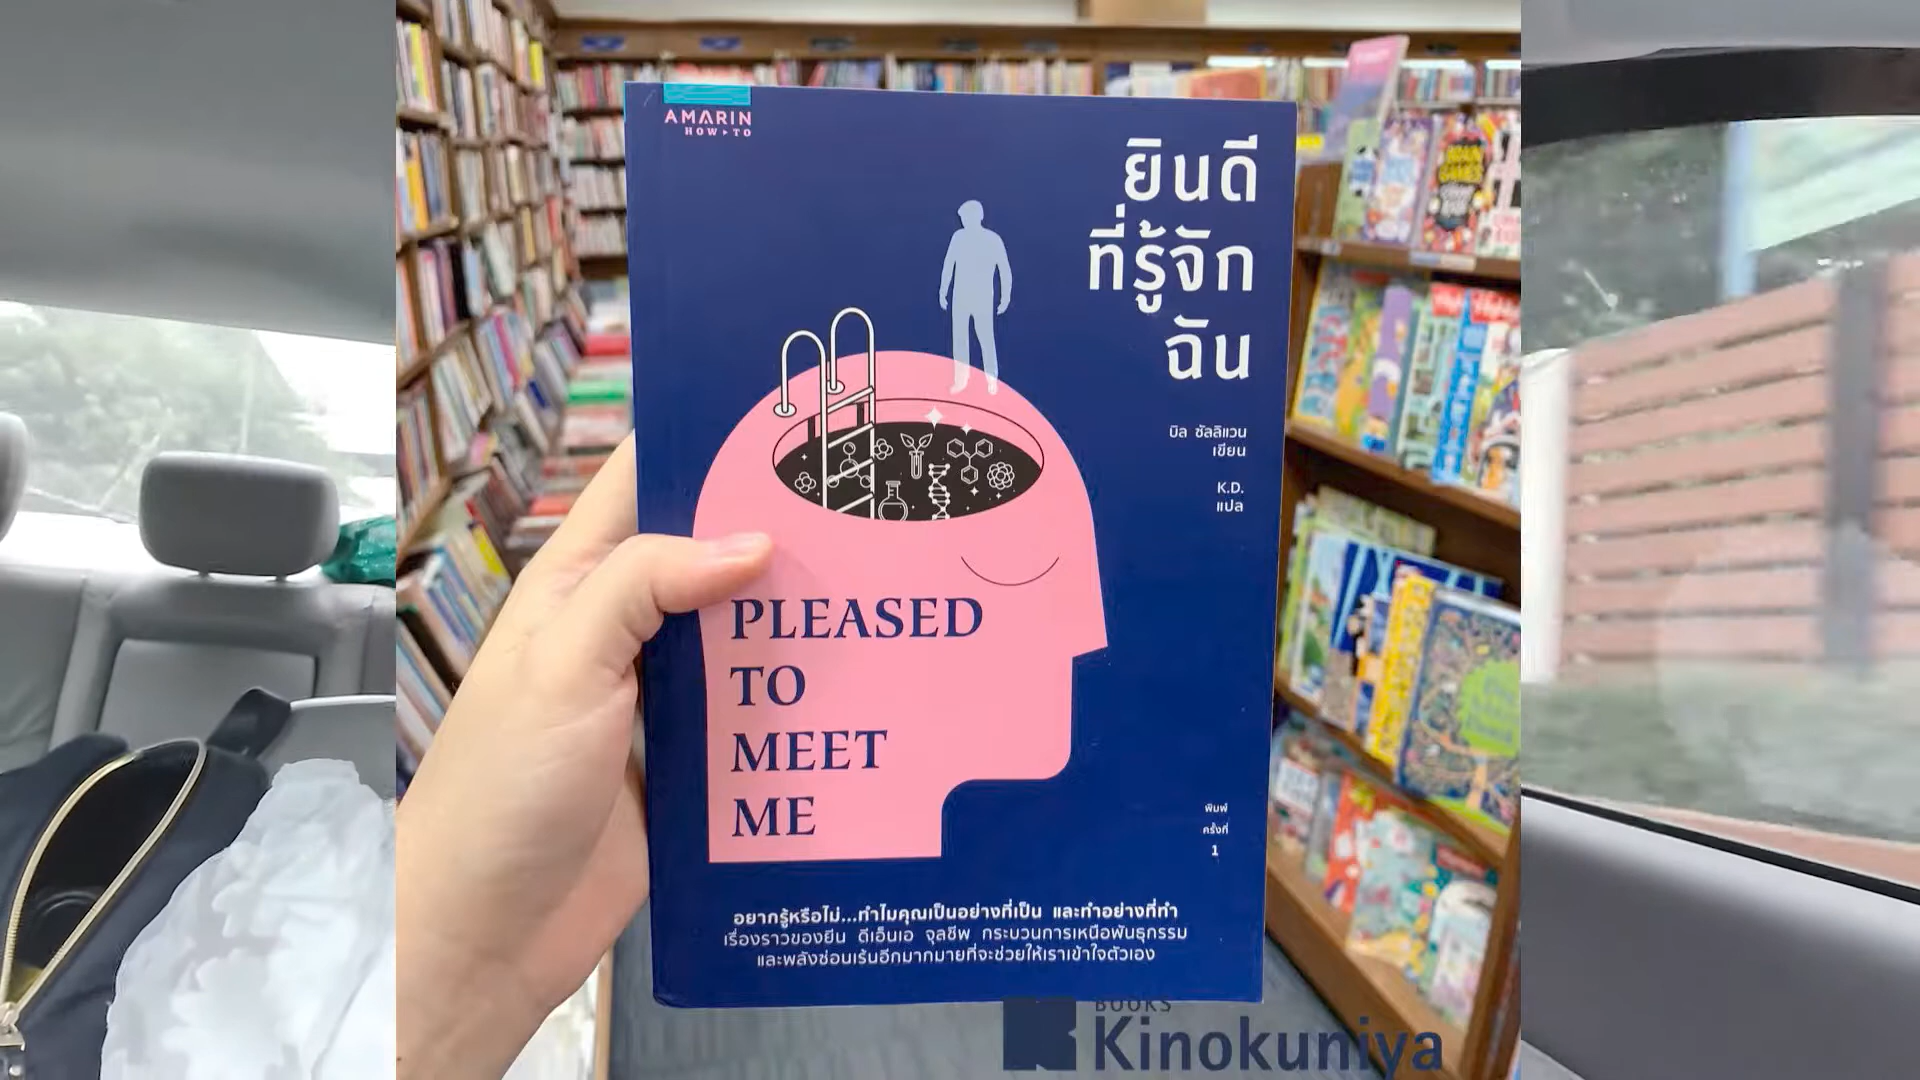 AMARIN
HOW TO
ยินดี
ที่รู้จัก
ฉัน
บิล ซัลลิแวน
เขียน
K.D.
แปล
PLEASED
TO
MEET
ME
พิมพ์
ครั้งที่
1
อยากรู้หรือไม่...ทำไมคุณเป็นอย่างที่เป็น และทำอย่างที่ทำ
เรื่องราวของยีน ดีเอ็นเอ จุลชีพ กระบวนการเหนือพันธุกรรม
และพลังซ่อนเร้นอีกมากมายที่จะช่วยให้เราเข้าใจตัวเอง
BOOKS
Kinokuniya
BRAIN
GAMES